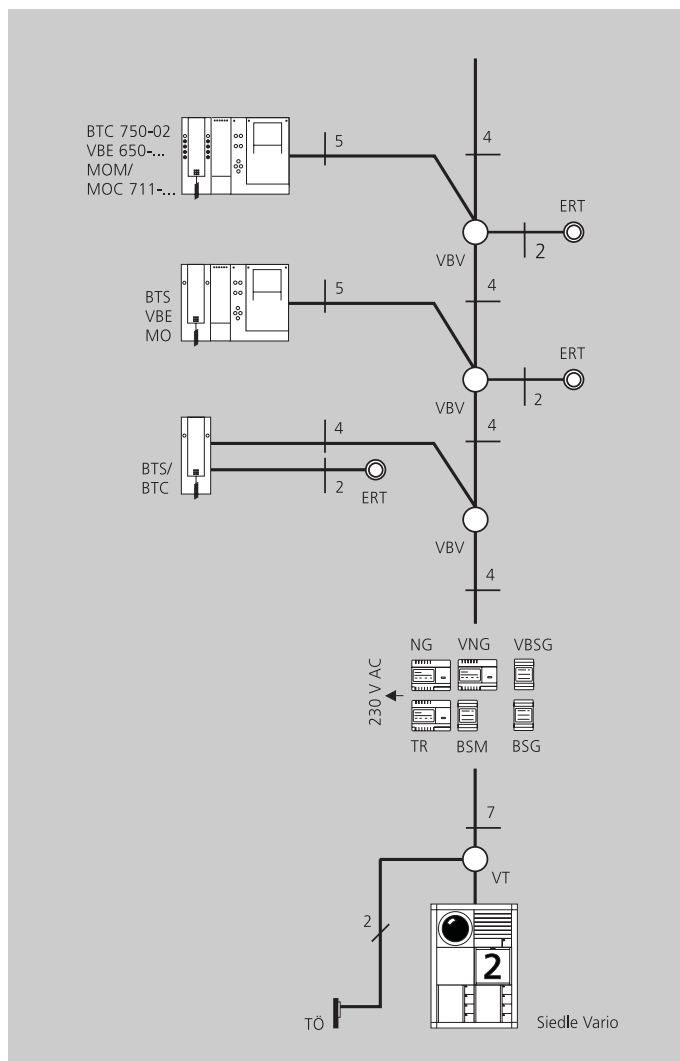 BTC 750-02
VBE 650-...
MOM/
MOC 711-...
5
4
ERT
VBV
2
BTS
VBE
MO
5
4
ERT
VBV
2
4
BTS/
BTC
4
2
ERT
VBV
4
230 V AC
NG
VNG
VBSG
TR
BSM
BSG
7
VT
2
2
TÖ
Siedle Vario